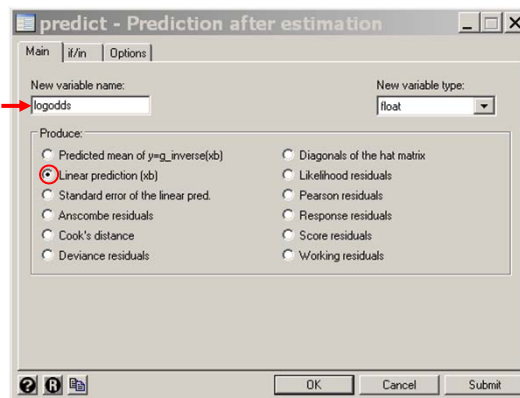 predict - Prediction after estimation
Main if/in Options
New variable name: New variable type:
logodds float
Produce:
Predicted mean of y=g_inverse(xb) Diagonals of the hat matrix
Linear prediction (xb) Likelihood residuals
Standard error of the linear pred. Pearson residuals
Anscombe residuals Response residuals
Cook's distance Score residuals
Deviance residuals Working residuals
? R OK Cancel Submit